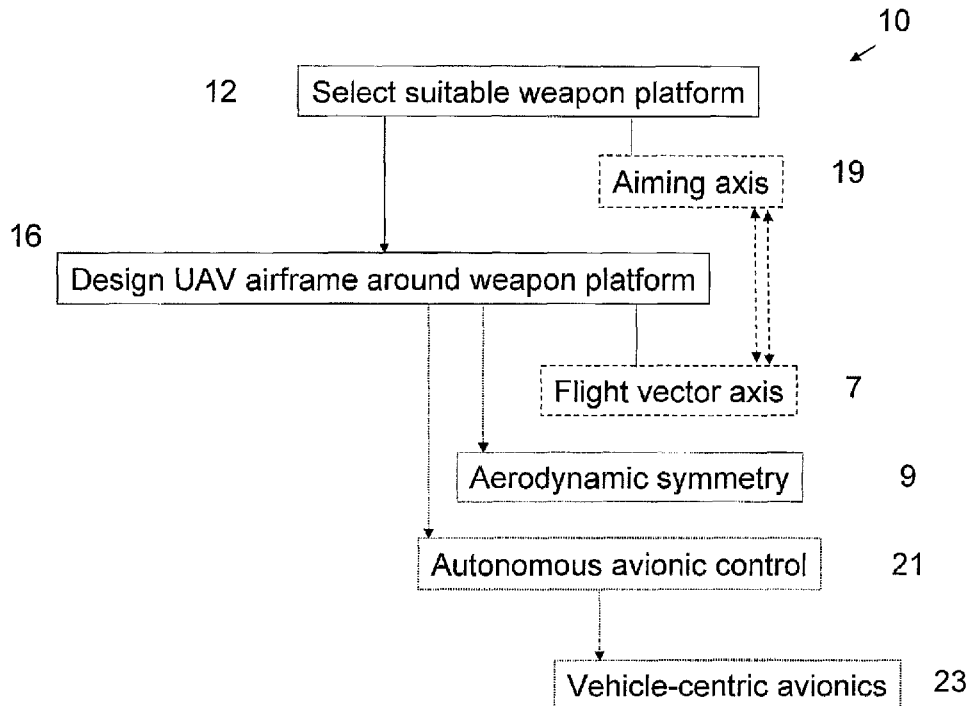 10
12
Select suitable weapon platform
Aiming axis
19
16
Design UAV airframe around weapon platform
Flight vector axis
7
Aerodynamic symmetry
9
Autonomous avionic control
21
Vehicle-centric avionics
23